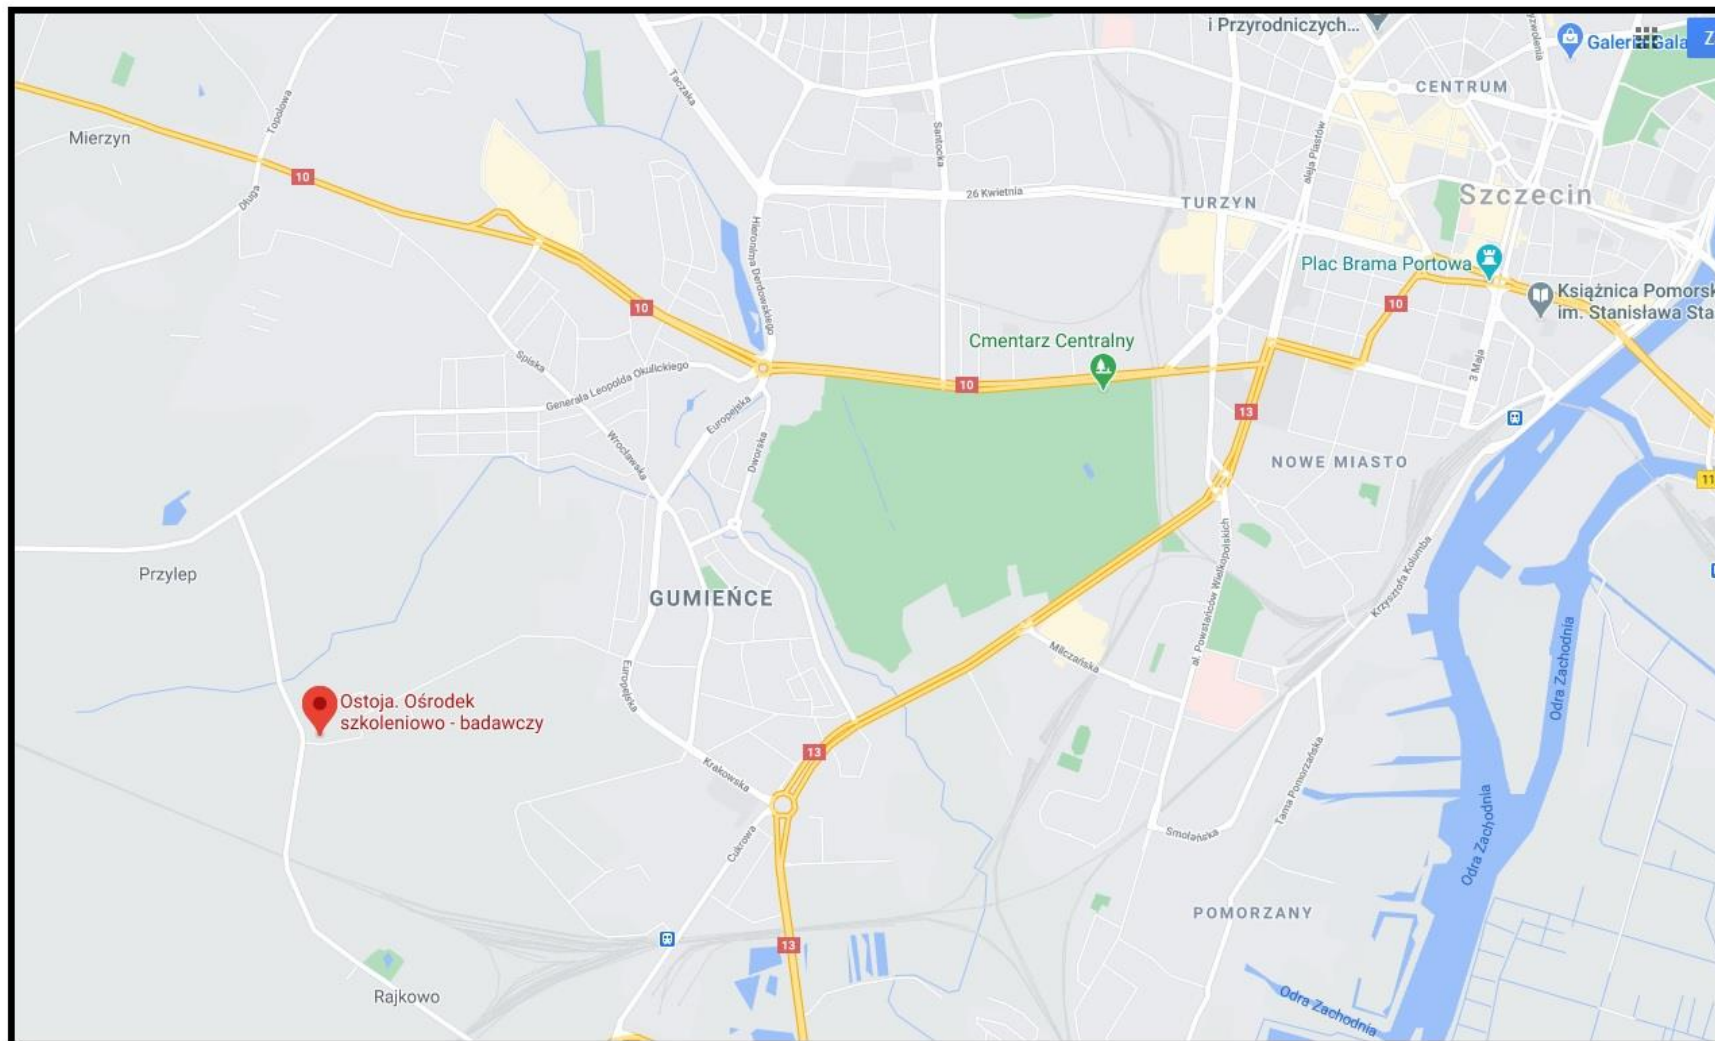 i Przyrodniczych...
Galeria Gala
Z
CENTRUM
Taczaka
Topolowa
Mierzyn
10
Długa
Santocka
26 Kwietnia
aleja Piastów
TURZYN
Szczecin
Hieronima Derdowskiego
Plac Brama Portowa
Książnica Pomorsk
im. Stanisława Sta
10
10
Cmentarz Centralny
10
Spiska
Generała Leopolda Okulickiego
3 Maja
13
Europejska
Wrocławska
Dworska
NOWE MIASTO
11
Przylep
GUMIEŃCE
al. Powstańców Wielkopolskich
Krzysztofa Kolumba
Milczańska
Odra Zachodnia
Europejska
Ostoja. Ośrodek
szkoleniowo - badawczy
13
Krakowska
Tama Pomorzańska
Cukrowa
Smolańska
Odra Zachodnia
POMORZANY
13
Rajkowo
Odra Zachodnia